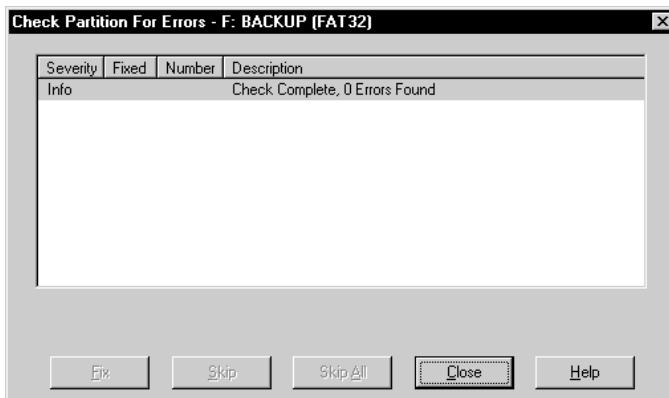 Check Partition For Errors - F: BACKUP (FAT32)
Severity Fixed Number Description
Info Check Complete, 0 Errors Found
Fix Skip Skip All Close Help